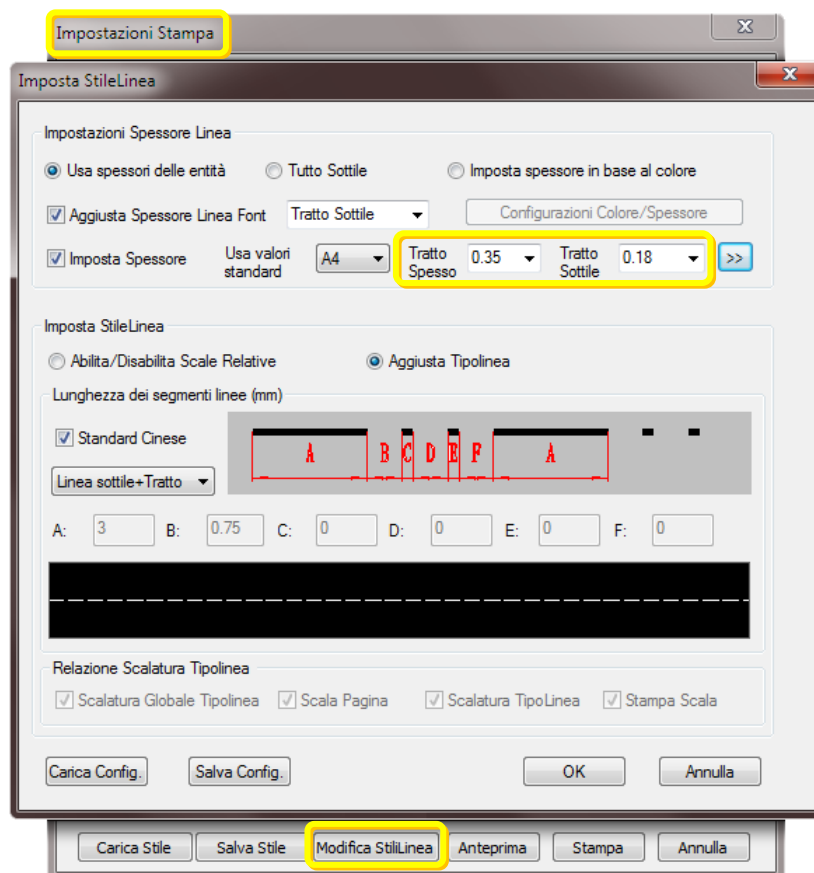 Impostazioni Stampa
Imposta StileLinea
Impostazioni Spessore Linea
Usa spessori delle entità Tutto Sottile Imposta spessore in base al colore
Aggiusta Spessore Linea Font Tratto Sottile Configurazioni Colore/Spessore
Imposta Spessore Usa valori standard A4 Tratto Spesso 0.35 Tratto Sottile 0.18 >>
Imposta StileLinea
Abilita/Disabilita Scale Relative Aggiusta Tipolinea
Lunghezza dei segmenti linee (mm)
Standard Cinese
A B C D E F A
Linea sottile+Tratto
A: 3 B: 0.75 C: 0 D: 0 E: 0 F: 0
Relazione Scalatura Tipolinea
Scalatura Globale Tipolinea Scala Pagina Scalatura TipoLinea Stampa Scala
Carica Config. Salva Config. OK Annulla
Carica Stile Salva Stile Modifica StiliLinea Anteprima Stampa Annulla